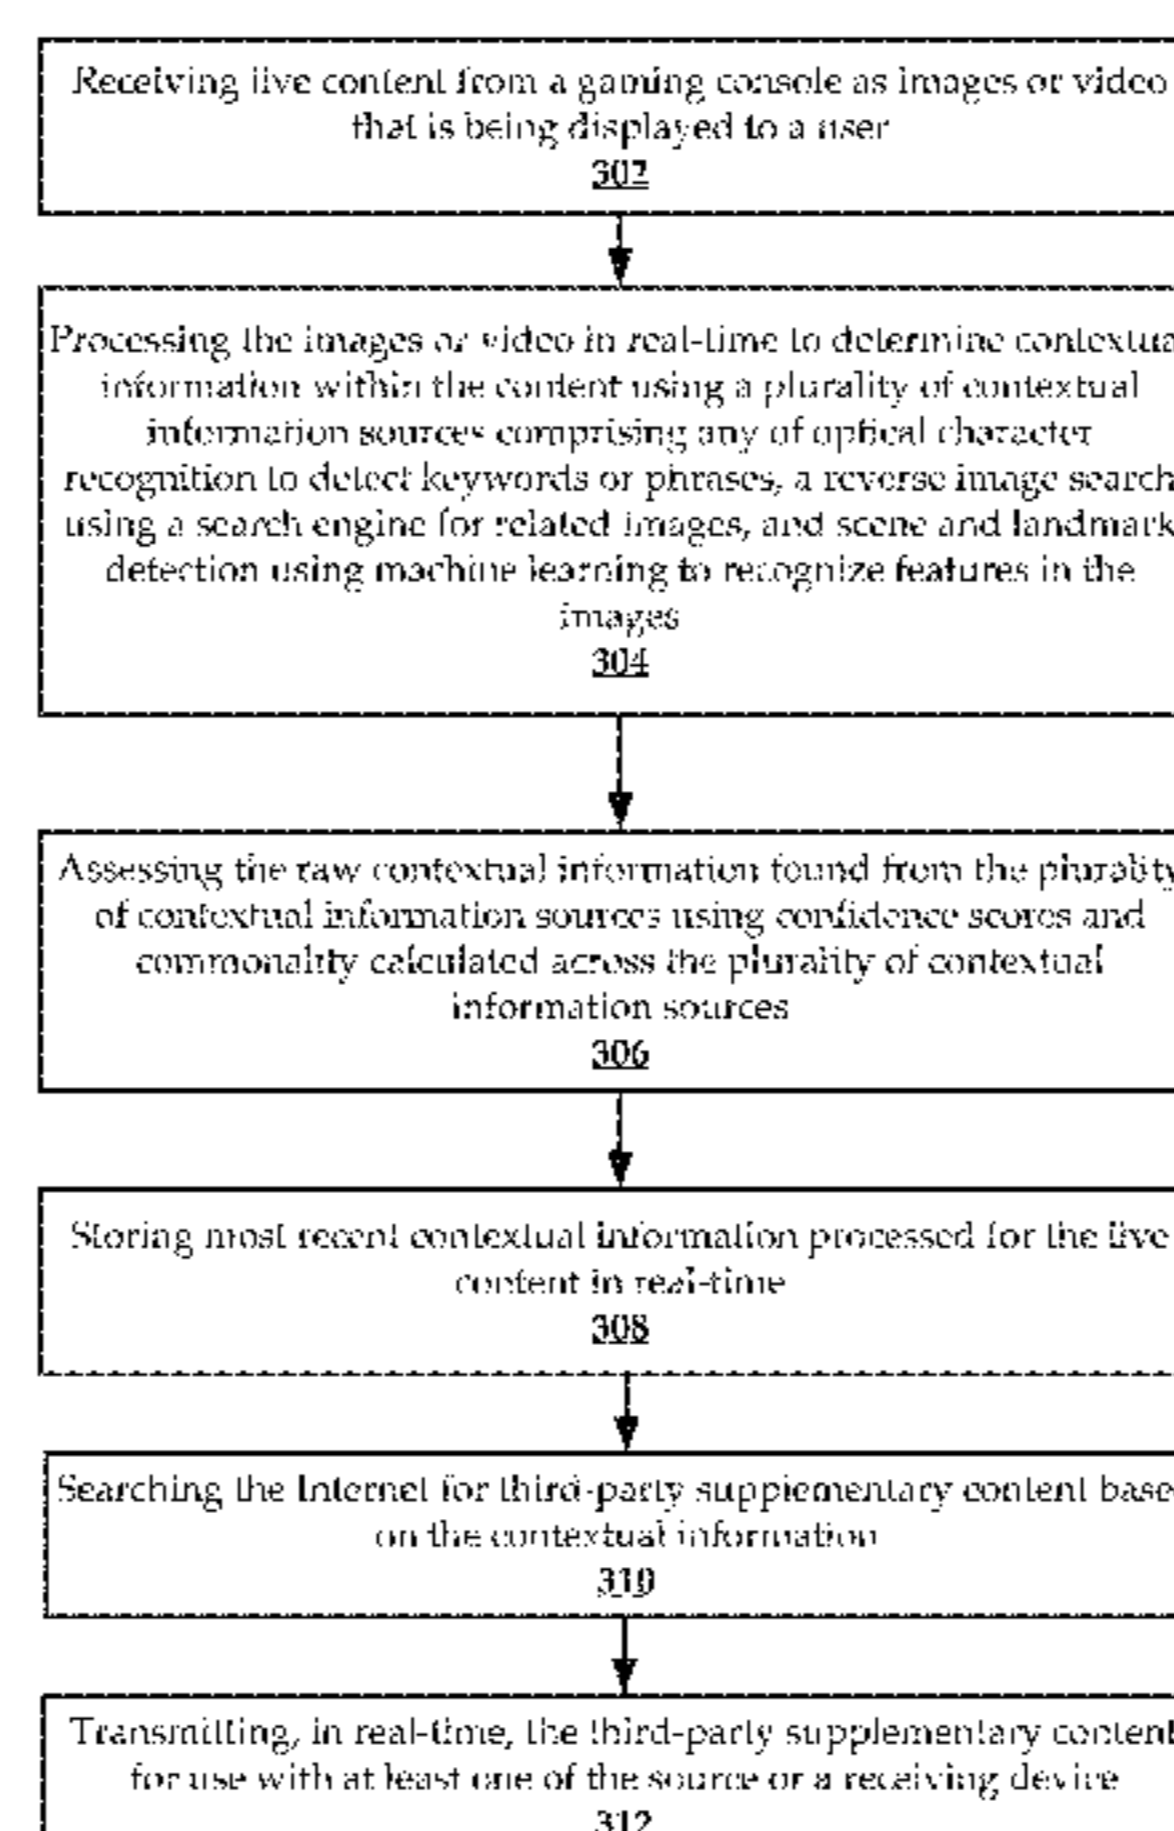 Receiving live content from a gaming console as images or video
that is being displayed to a user
302
Processing the images or video in real-time to determine contextua
information within the content using a plurality of contextual
information sources comprising any of optical character
recognition to detect keywords or phrases, a reverse image search
using a search engine for related images, and scene and landmark
detection using machine learning to recognize features in the
images
304
Assessing the raw contextual information found from the plurality
of contextual information sources using confidence scores and
commonality calculated across the plurality of contextual
information sources
306
Storing most recent contextual information processed for the live
content in real-time
308
Searching the Internet for third-party supplementary content base
on the contextual information
310
Transmitting, in real-time, the third-party supplementary content
for use with at least one of the source or a receiving device
312